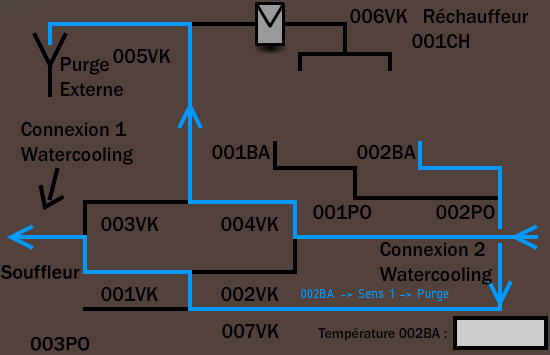 006VK Réchauffeur
001CH
005VK
Purge
Externe
Connexion 1
Watercooling
001BA
002BA
001PO
002PO
003VK
004VK
Connexion 2
Watercooling
Souffleur
001VK
002VK
002BA -> Sens 1 -> Purge
007VK
Température 002BA :
003PO